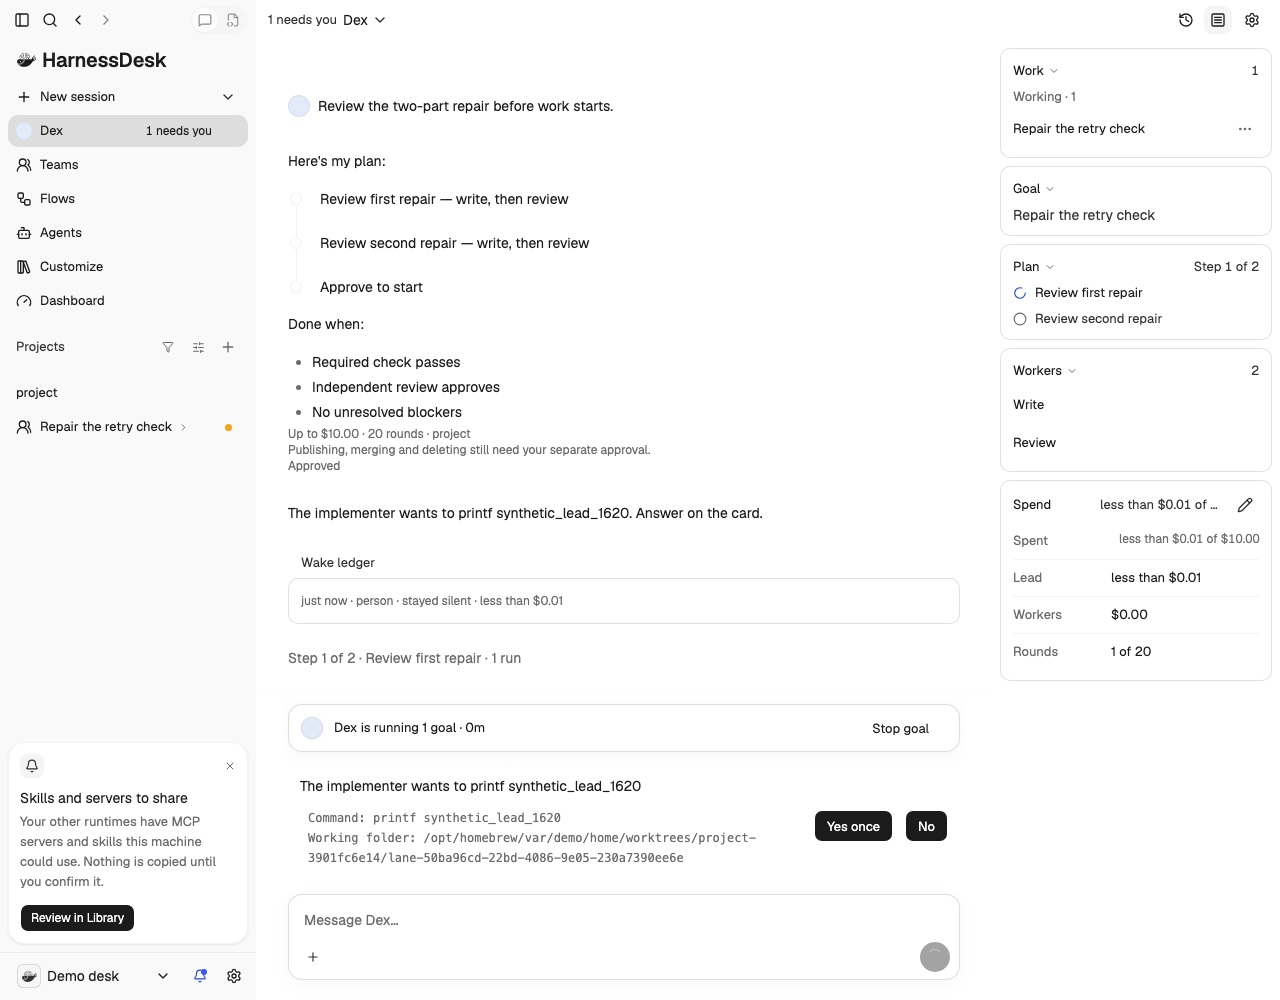 HarnessDesk
New session
Dex 1 needs you
Teams
Flows
Agents
Customize
Dashboard
Projects
project
Repair the retry check
Skills and servers to share
Your other runtimes have MCP
servers and skills this machine
could use. Nothing is copied until
you confirm it.
Review in Library
Demo desk
1 needs you Dex
Review the two-part repair before work starts.
Here's my plan:
Review first repair — write, then review
Review second repair — write, then review
Approve to start
Done when:
Required check passes
Independent review approves
No unresolved blockers
Up to $10.00 · 20 rounds · project
Publishing, merging and deleting still need your separate approval.
Approved
The implementer wants to printf synthetic_lead_1620. Answer on the card.
Wake ledger
just now · person · stayed silent · less than $0.01
Step 1 of 2 · Review first repair · 1 run
Dex is running 1 goal · 0m Stop goal
The implementer wants to printf synthetic_lead_1620
Command: printf synthetic_lead_1620
Working folder: /opt/homebrew/var/demo/home/worktrees/project-
3901fc6e14/lane-50ba96cd-22bd-4086-9e05-230a7390ee6e
Yes once No
Message Dex...
Work 1
Working · 1
Repair the retry check
Goal
Repair the retry check
Plan Step 1 of 2
Review first repair
Review second repair
Workers 2
Write
Review
Spend less than $0.01 of ...
Spent less than $0.01 of $10.00
Lead less than $0.01
Workers $0.00
Rounds 1 of 20